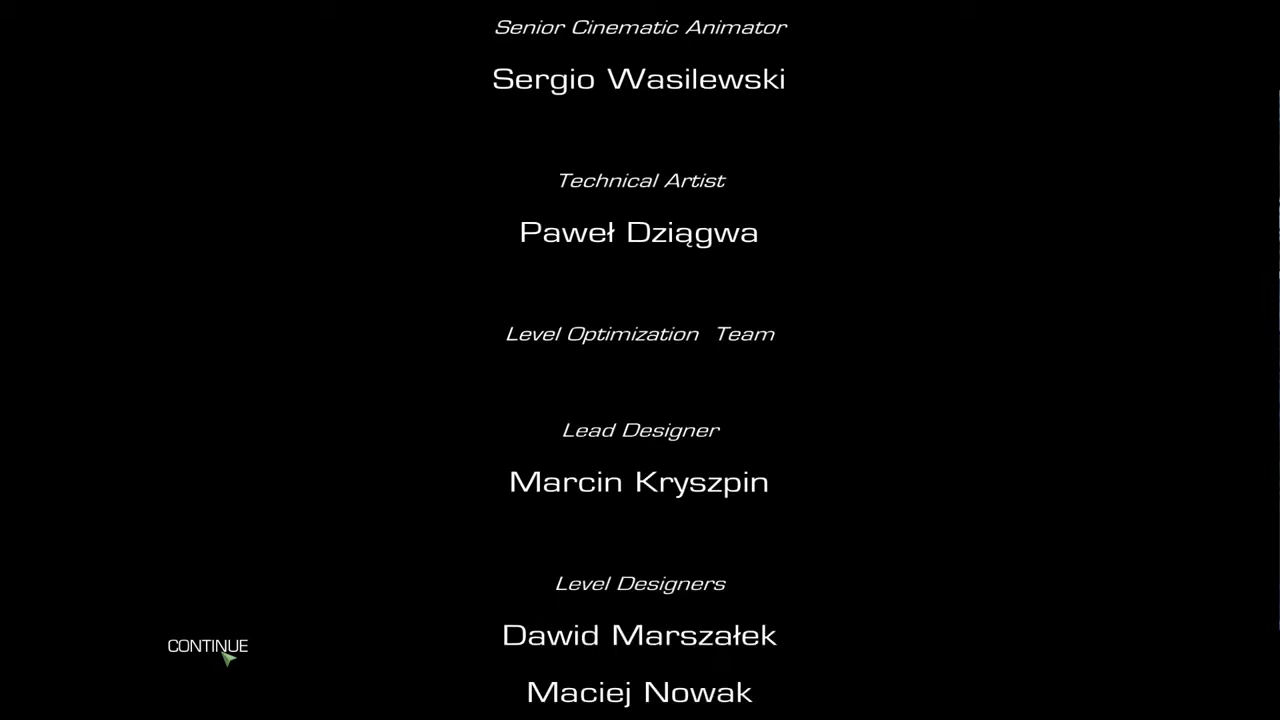 Senior Cinematic Animator
Sergio Wasilewski
Technical Artist
Paweł Dziągwa
Level Optimization  Team
Lead Designer
Marcin Kryszpin
Level Designers
Dawid Marszałek
CONTINUE
Maciej Nowak